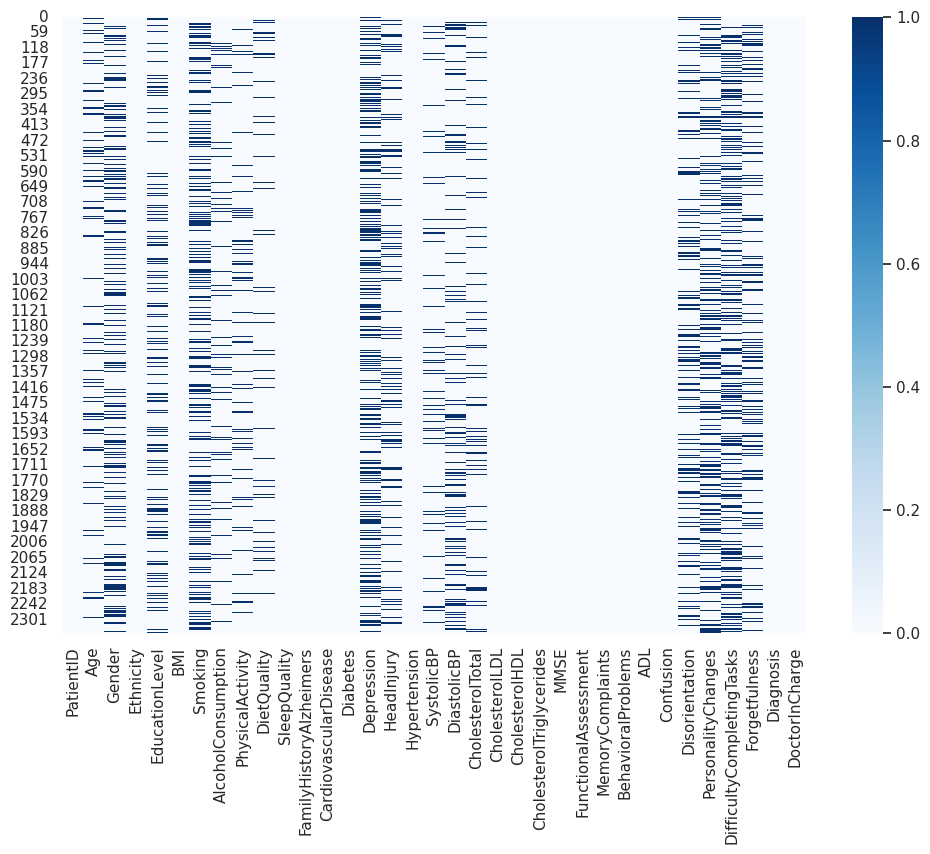 0
59
118
177
236
295
354
413
472
531
590
649
708
767
826
885
944
1003
1062
1121
1180
1239
1298
1357
1416
1475
1534
1593
1652
1711
1770
1829
1888
1947
2006
2065
2124
2183
2242
2301
PatientID
Age
Gender
Ethnicity
EducationLevel
BMI
Smoking
AlcoholConsumption
PhysicalActivity
DietQuality
SleepQuality
FamilyHistoryAlzheimers
CardiovascularDisease
Diabetes
Depression
HeadInjury
Hypertension
SystolicBP
DiastolicBP
CholesterolTotal
CholesterolLDL
CholesterolHDL
CholesterolTriglycerides
MMSE
FunctionalAssessment
MemoryComplaints
BehavioralProblems
ADL
Confusion
Disorientation
PersonalityChanges
DifficultyCompletingTasks
Forgetfulness
Diagnosis
DoctorInCharge
1.0
0.8
0.6
0.4
0.2
0.0